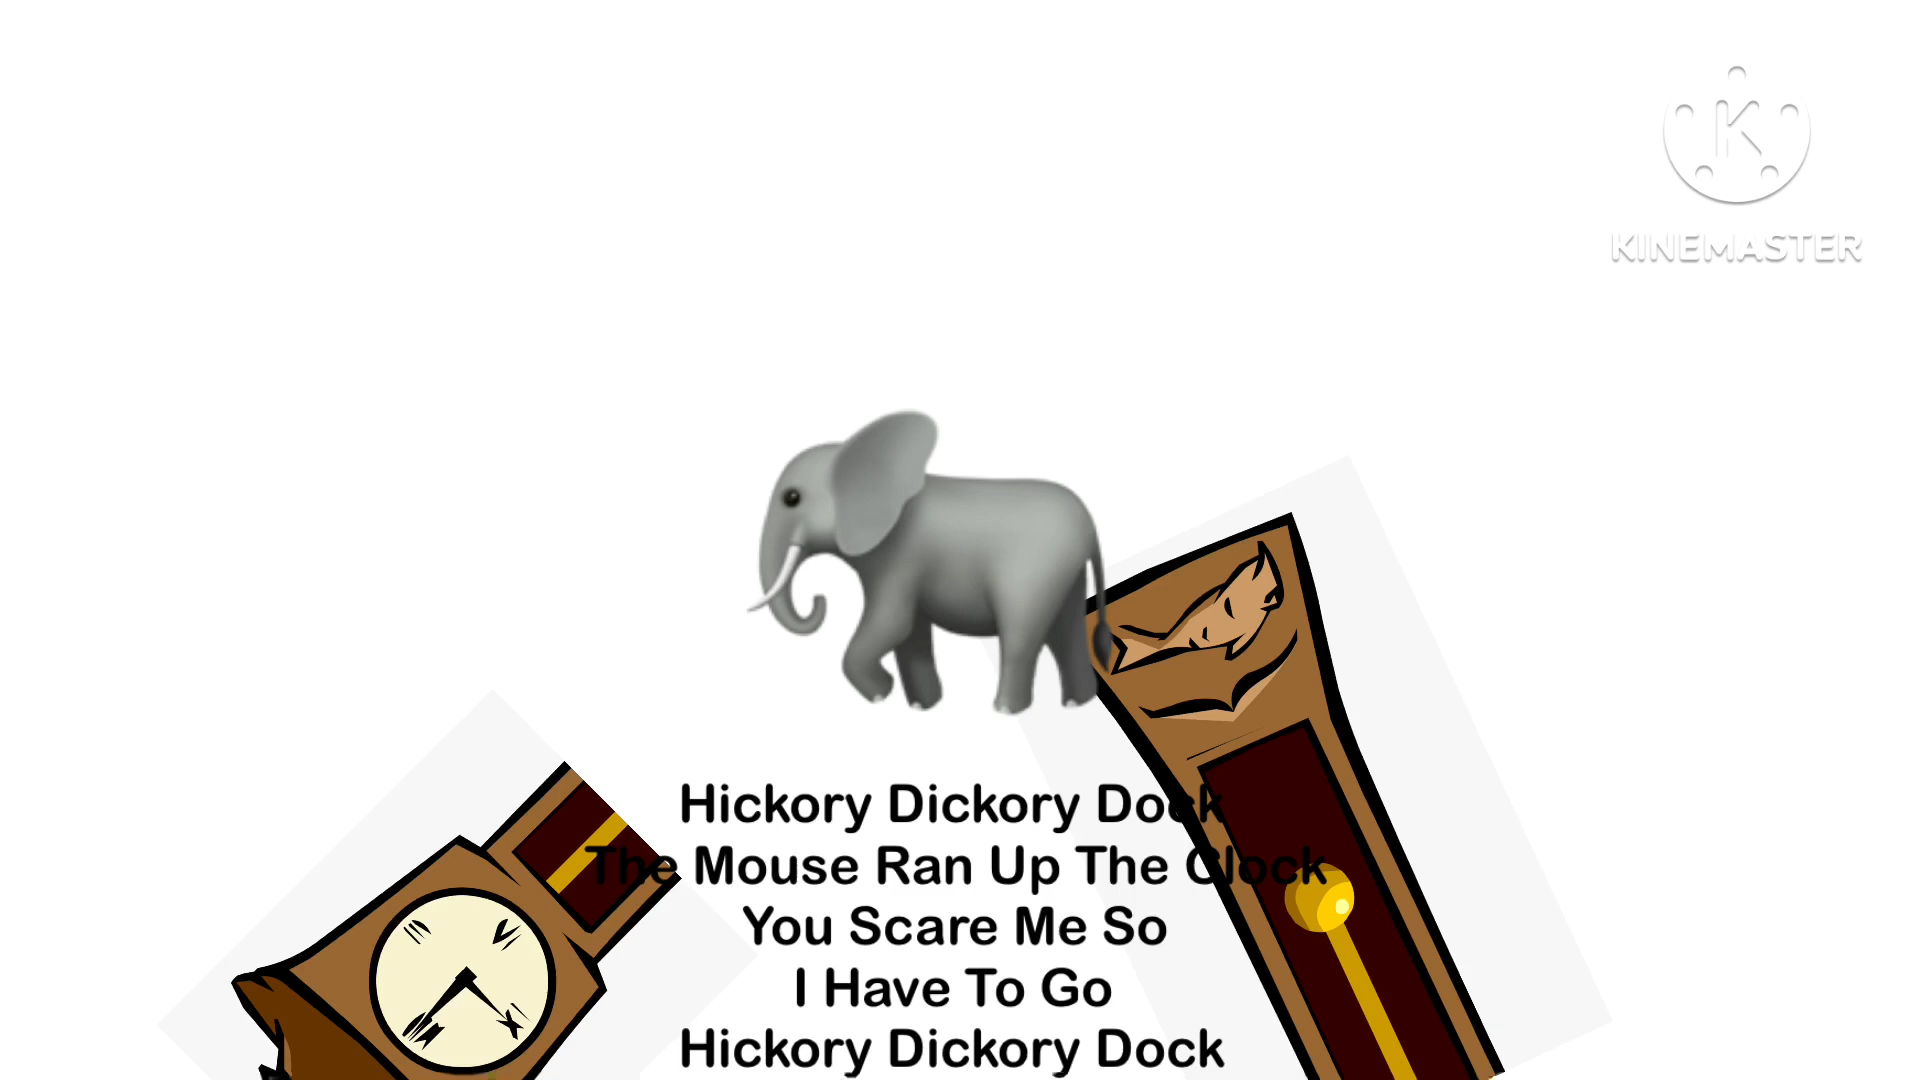 KINEMASTER
Hickory Dickory Dock
The Mouse Ran Up The Clock
You Scare Me So
I Have To Go
Hickory Dickory Dock